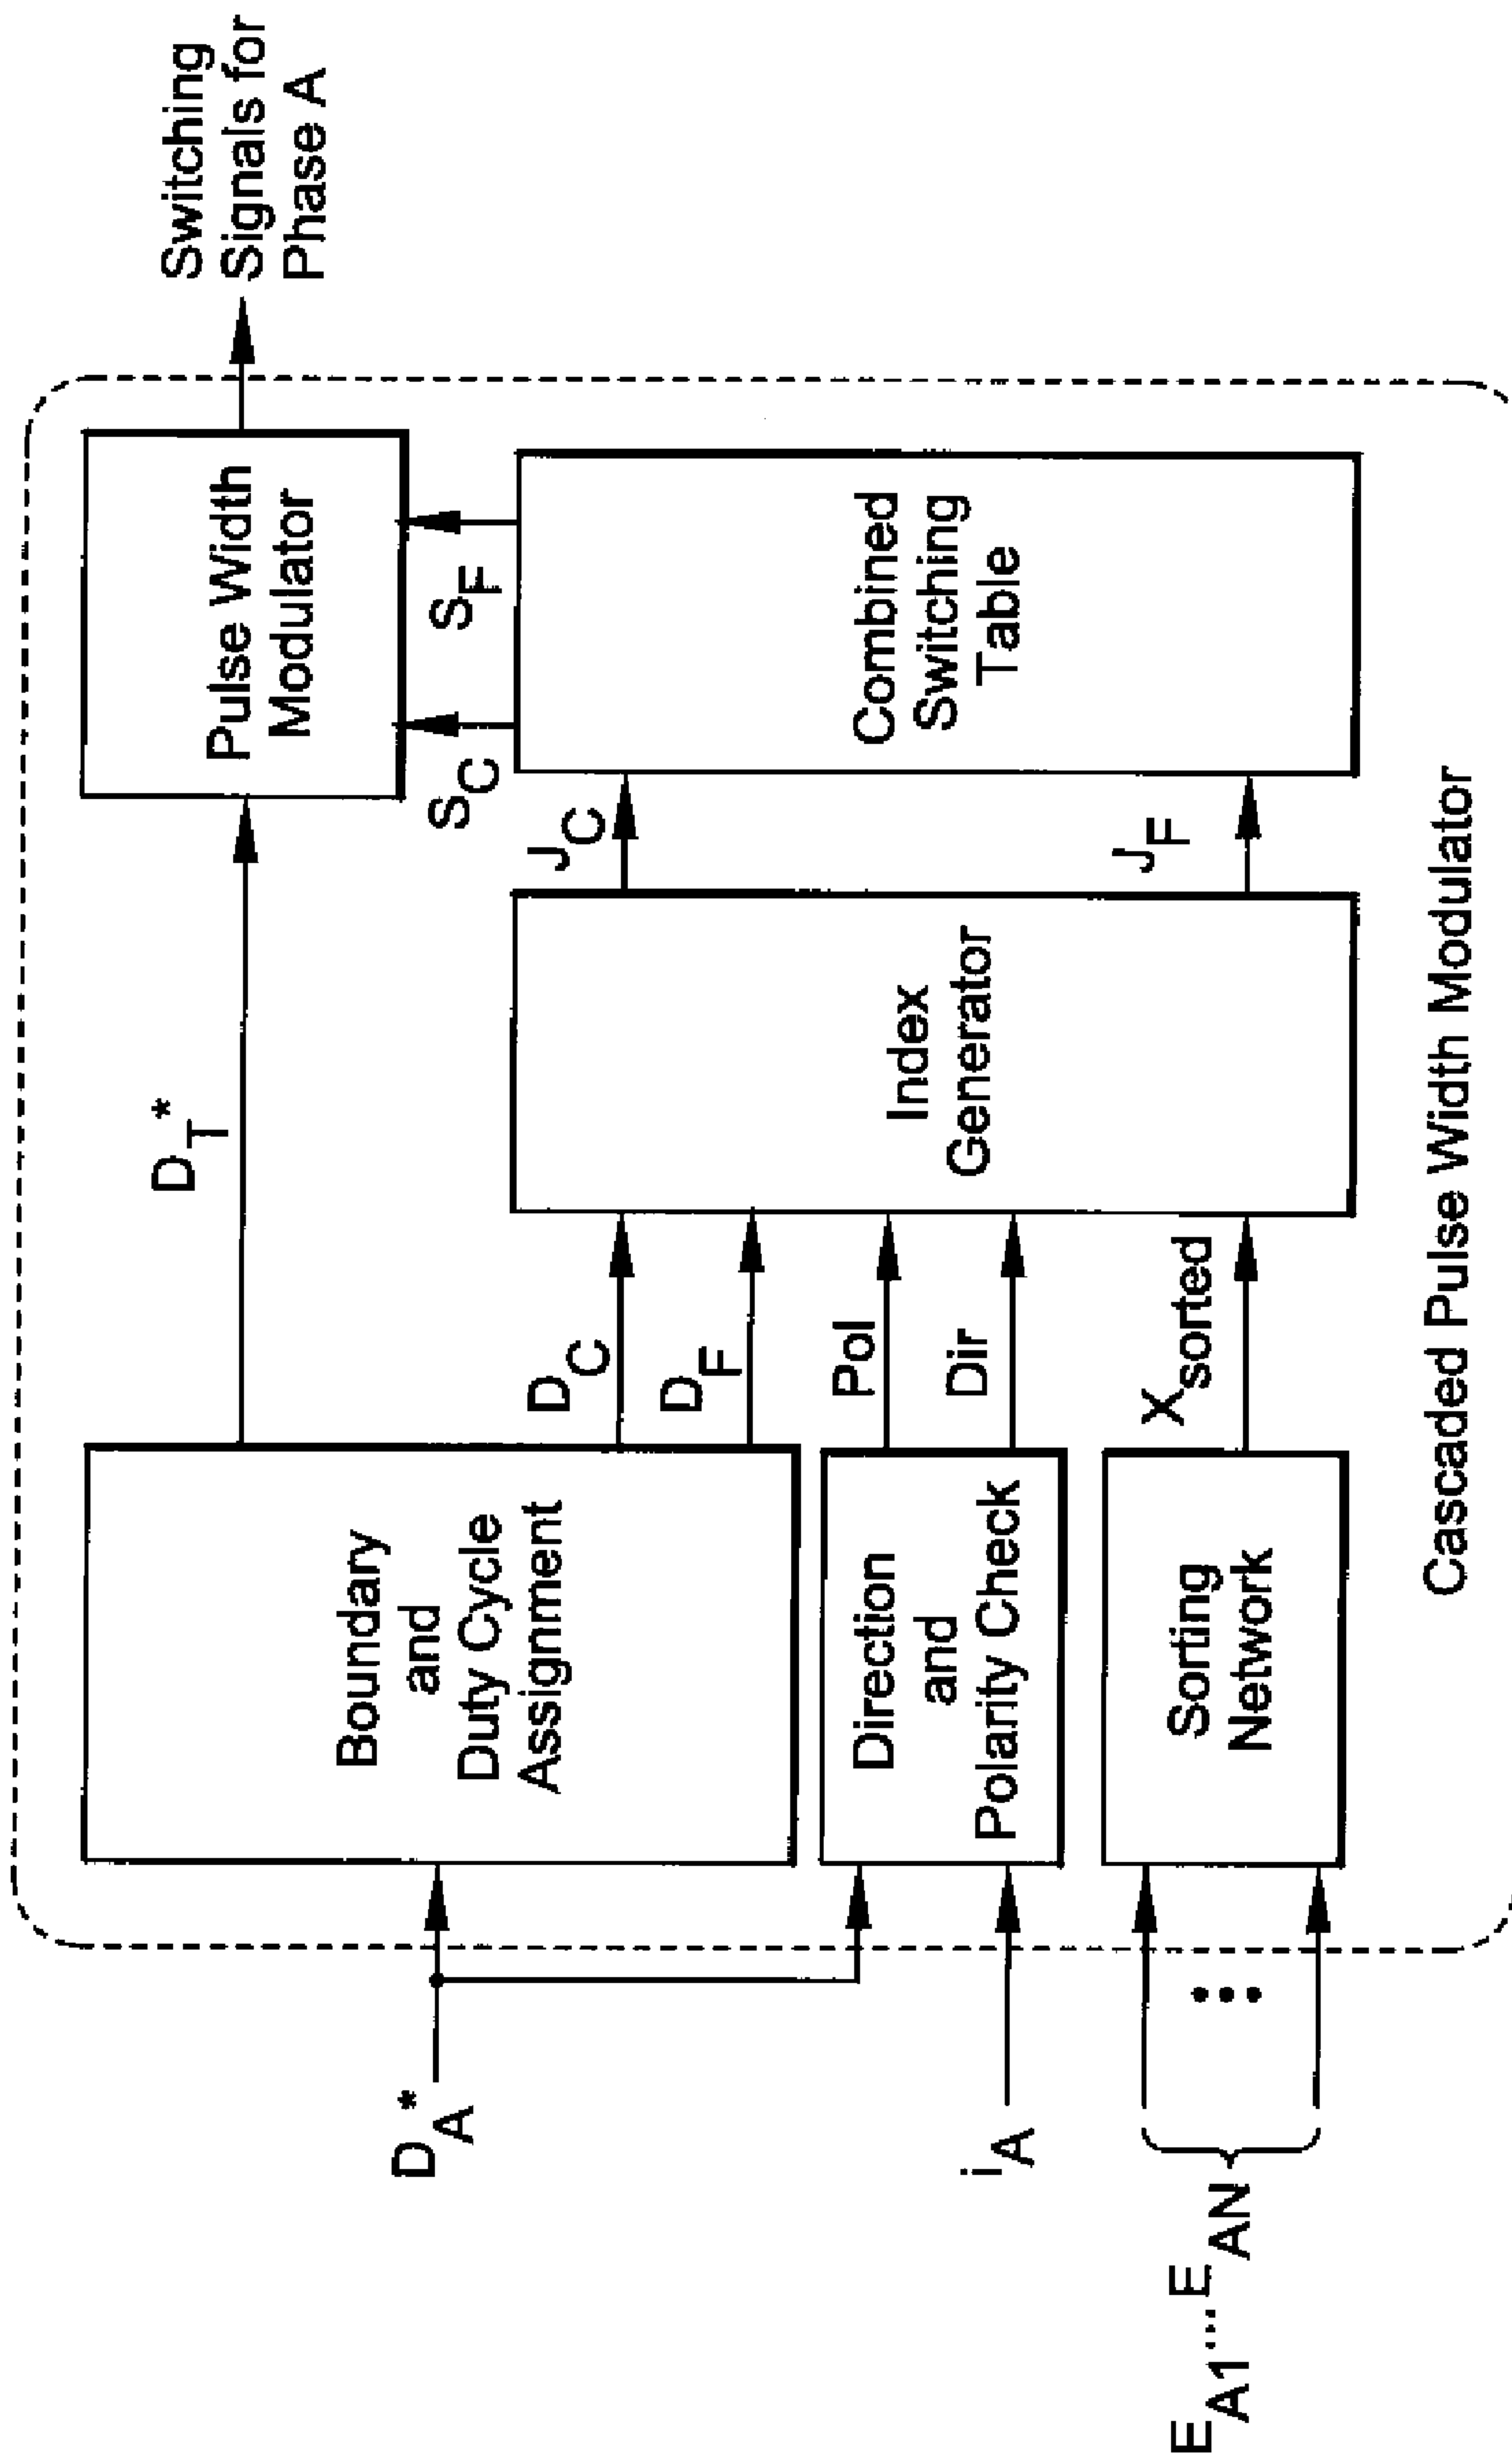 Switching
Signals for
Phase A
Pulse Width
Modulator
D_T*
S_C
S_F
Boundary
and
Duty Cycle
Assignment
D_A*
D_C
D_F
J_C
Combined
Switching
Table
Index
Generator
Direction
and
Polarity Check
Pol
Dir
i_A
J_F
Sorting
Network
X_sorted
E_A1...E_AN
Cascaded Pulse Width Modulator